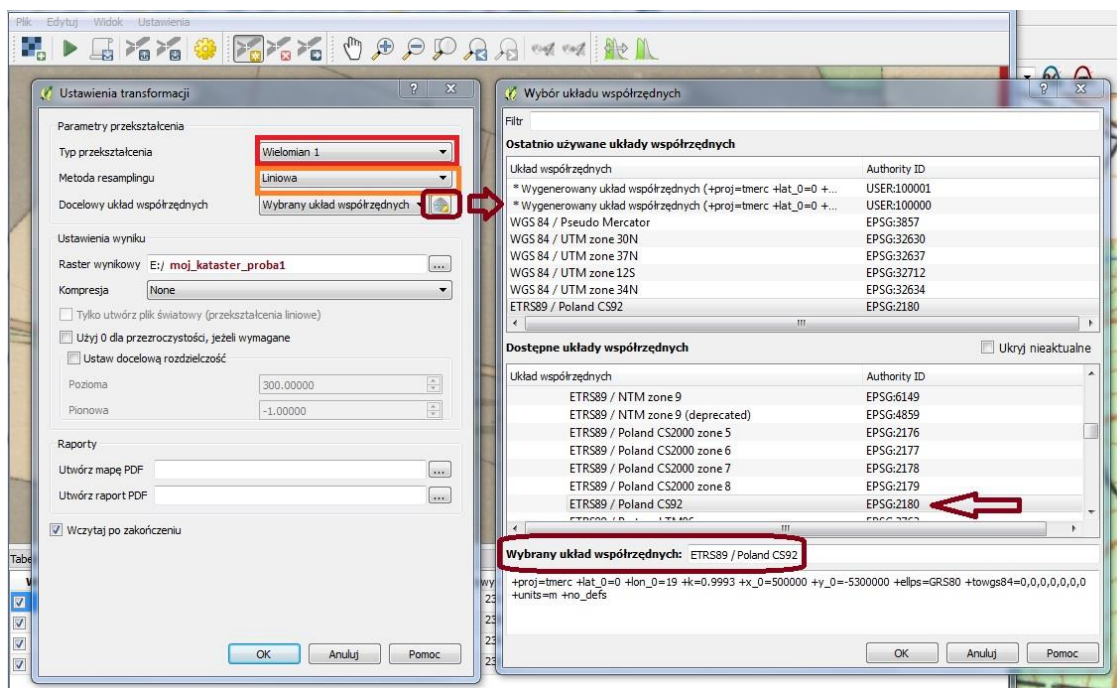 Plik Edytuj Widok Ustawienia
Ustawienia transformacji
Parametry przekształcenia
Typ przekształcenia Wielomian 1
Metoda resamplingu Liniowa
Docelowy układ współrzędnych Wybrany układ współrzędnych
Ustawienia wyniku
Raster wynikowy E:/ moj_kataster_proba1 ...
Kompresja None
Tylko utwórz plik światowy (przekształcenia liniowe)
Użyj 0 dla przezroczystości, jeżeli wymagane
Ustaw docelową rozdzielczość
Pozioma 300.00000
Pionowa -1.00000
Raporty
Utwórz mapę PDF ...
Utwórz raport PDF ...
Wczytaj po zakończeniu
OK Anuluj Pomoc
Tabe
wy
23
23
23
23
Wybór układu współrzędnych
Filtr
Ostatnio używane układy współrzędnych
Układ współrzędnych Authority ID
* Wygenerowany układ współrzędnych (+proj=tmerc +lat_0=0 +... USER:100001
* Wygenerowany układ współrzędnych (+proj=tmerc +lat_0=0 +... USER:100000
WGS 84 / Pseudo Mercator EPSG:3857
WGS 84 / UTM zone 30N EPSG:32630
WGS 84 / UTM zone 37N EPSG:32637
WGS 84 / UTM zone 12S EPSG:32712
WGS 84 / UTM zone 34N EPSG:32634
ETRS89 / Poland CS92 EPSG:2180
Dostępne układy współrzędnych Ukryj nieaktualne
Układ współrzędnych Authority ID
ETRS89 / NTM zone 9 EPSG:6149
ETRS89 / NTM zone 9 (deprecated) EPSG:4859
ETRS89 / Poland CS2000 zone 5 EPSG:2176
ETRS89 / Poland CS2000 zone 6 EPSG:2177
ETRS89 / Poland CS2000 zone 7 EPSG:2178
ETRS89 / Poland CS2000 zone 8 EPSG:2179
ETRS89 / Poland CS92 EPSG:2180
Wybrany układ współrzędnych: ETRS89 / Poland CS92
+proj=tmerc +lat_0=0 +lon_0=19 +k=0.9993 +x_0=500000 +y_0=-5300000 +ellps=GRS80 +towgs84=0,0,0,0,0,0,0
+units=m +no_defs
OK Anuluj Pomoc